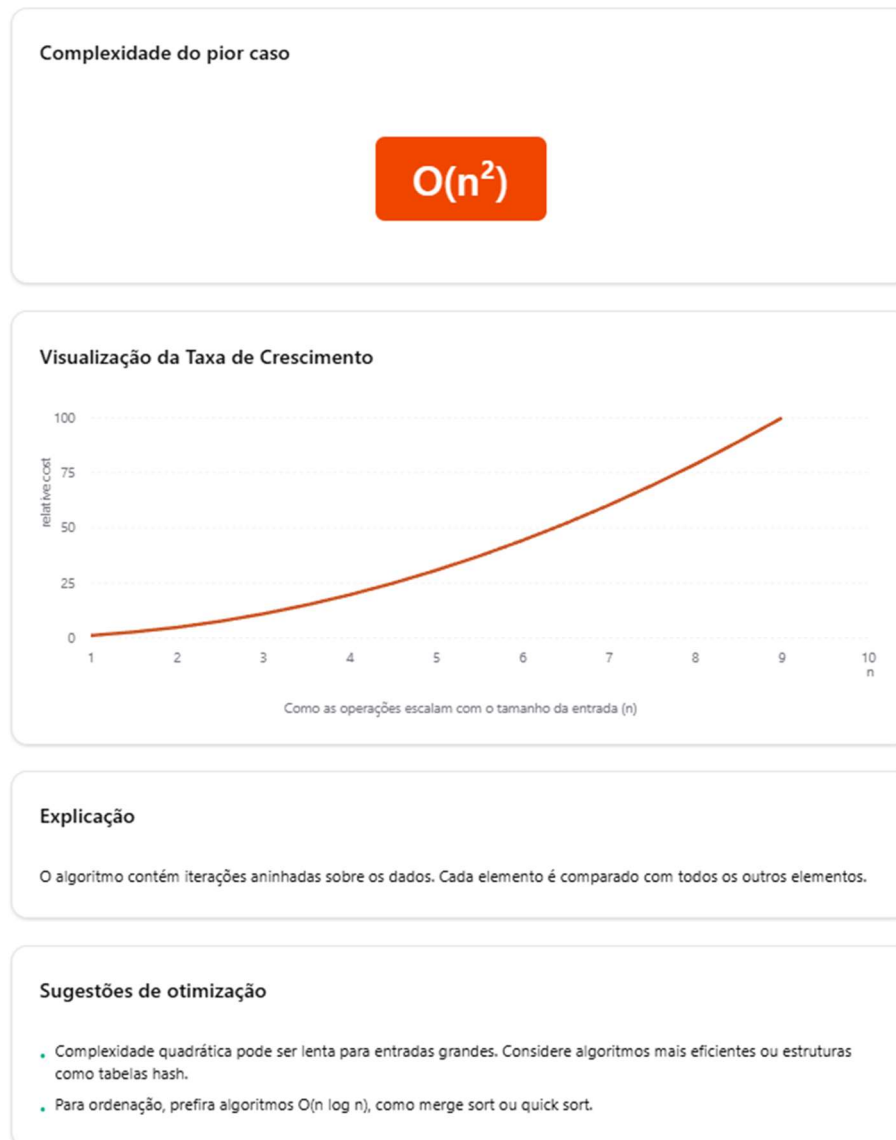 Complexidade do pior caso
O(n²)
Visualização da Taxa de Crescimento
100
75
50
25
0
relative cost
1 2 3 4 5 6 7 8 9 10
n
Como as operações escalam com o tamanho da entrada (n)
Explicação
O algoritmo contém iterações aninhadas sobre os dados. Cada elemento é comparado com todos os outros elementos.
Sugestões de otimização
Complexidade quadrática pode ser lenta para entradas grandes. Considere algoritmos mais eficientes ou estruturas
como tabelas hash.
Para ordenação, prefira algoritmos O(n log n), como merge sort ou quick sort.